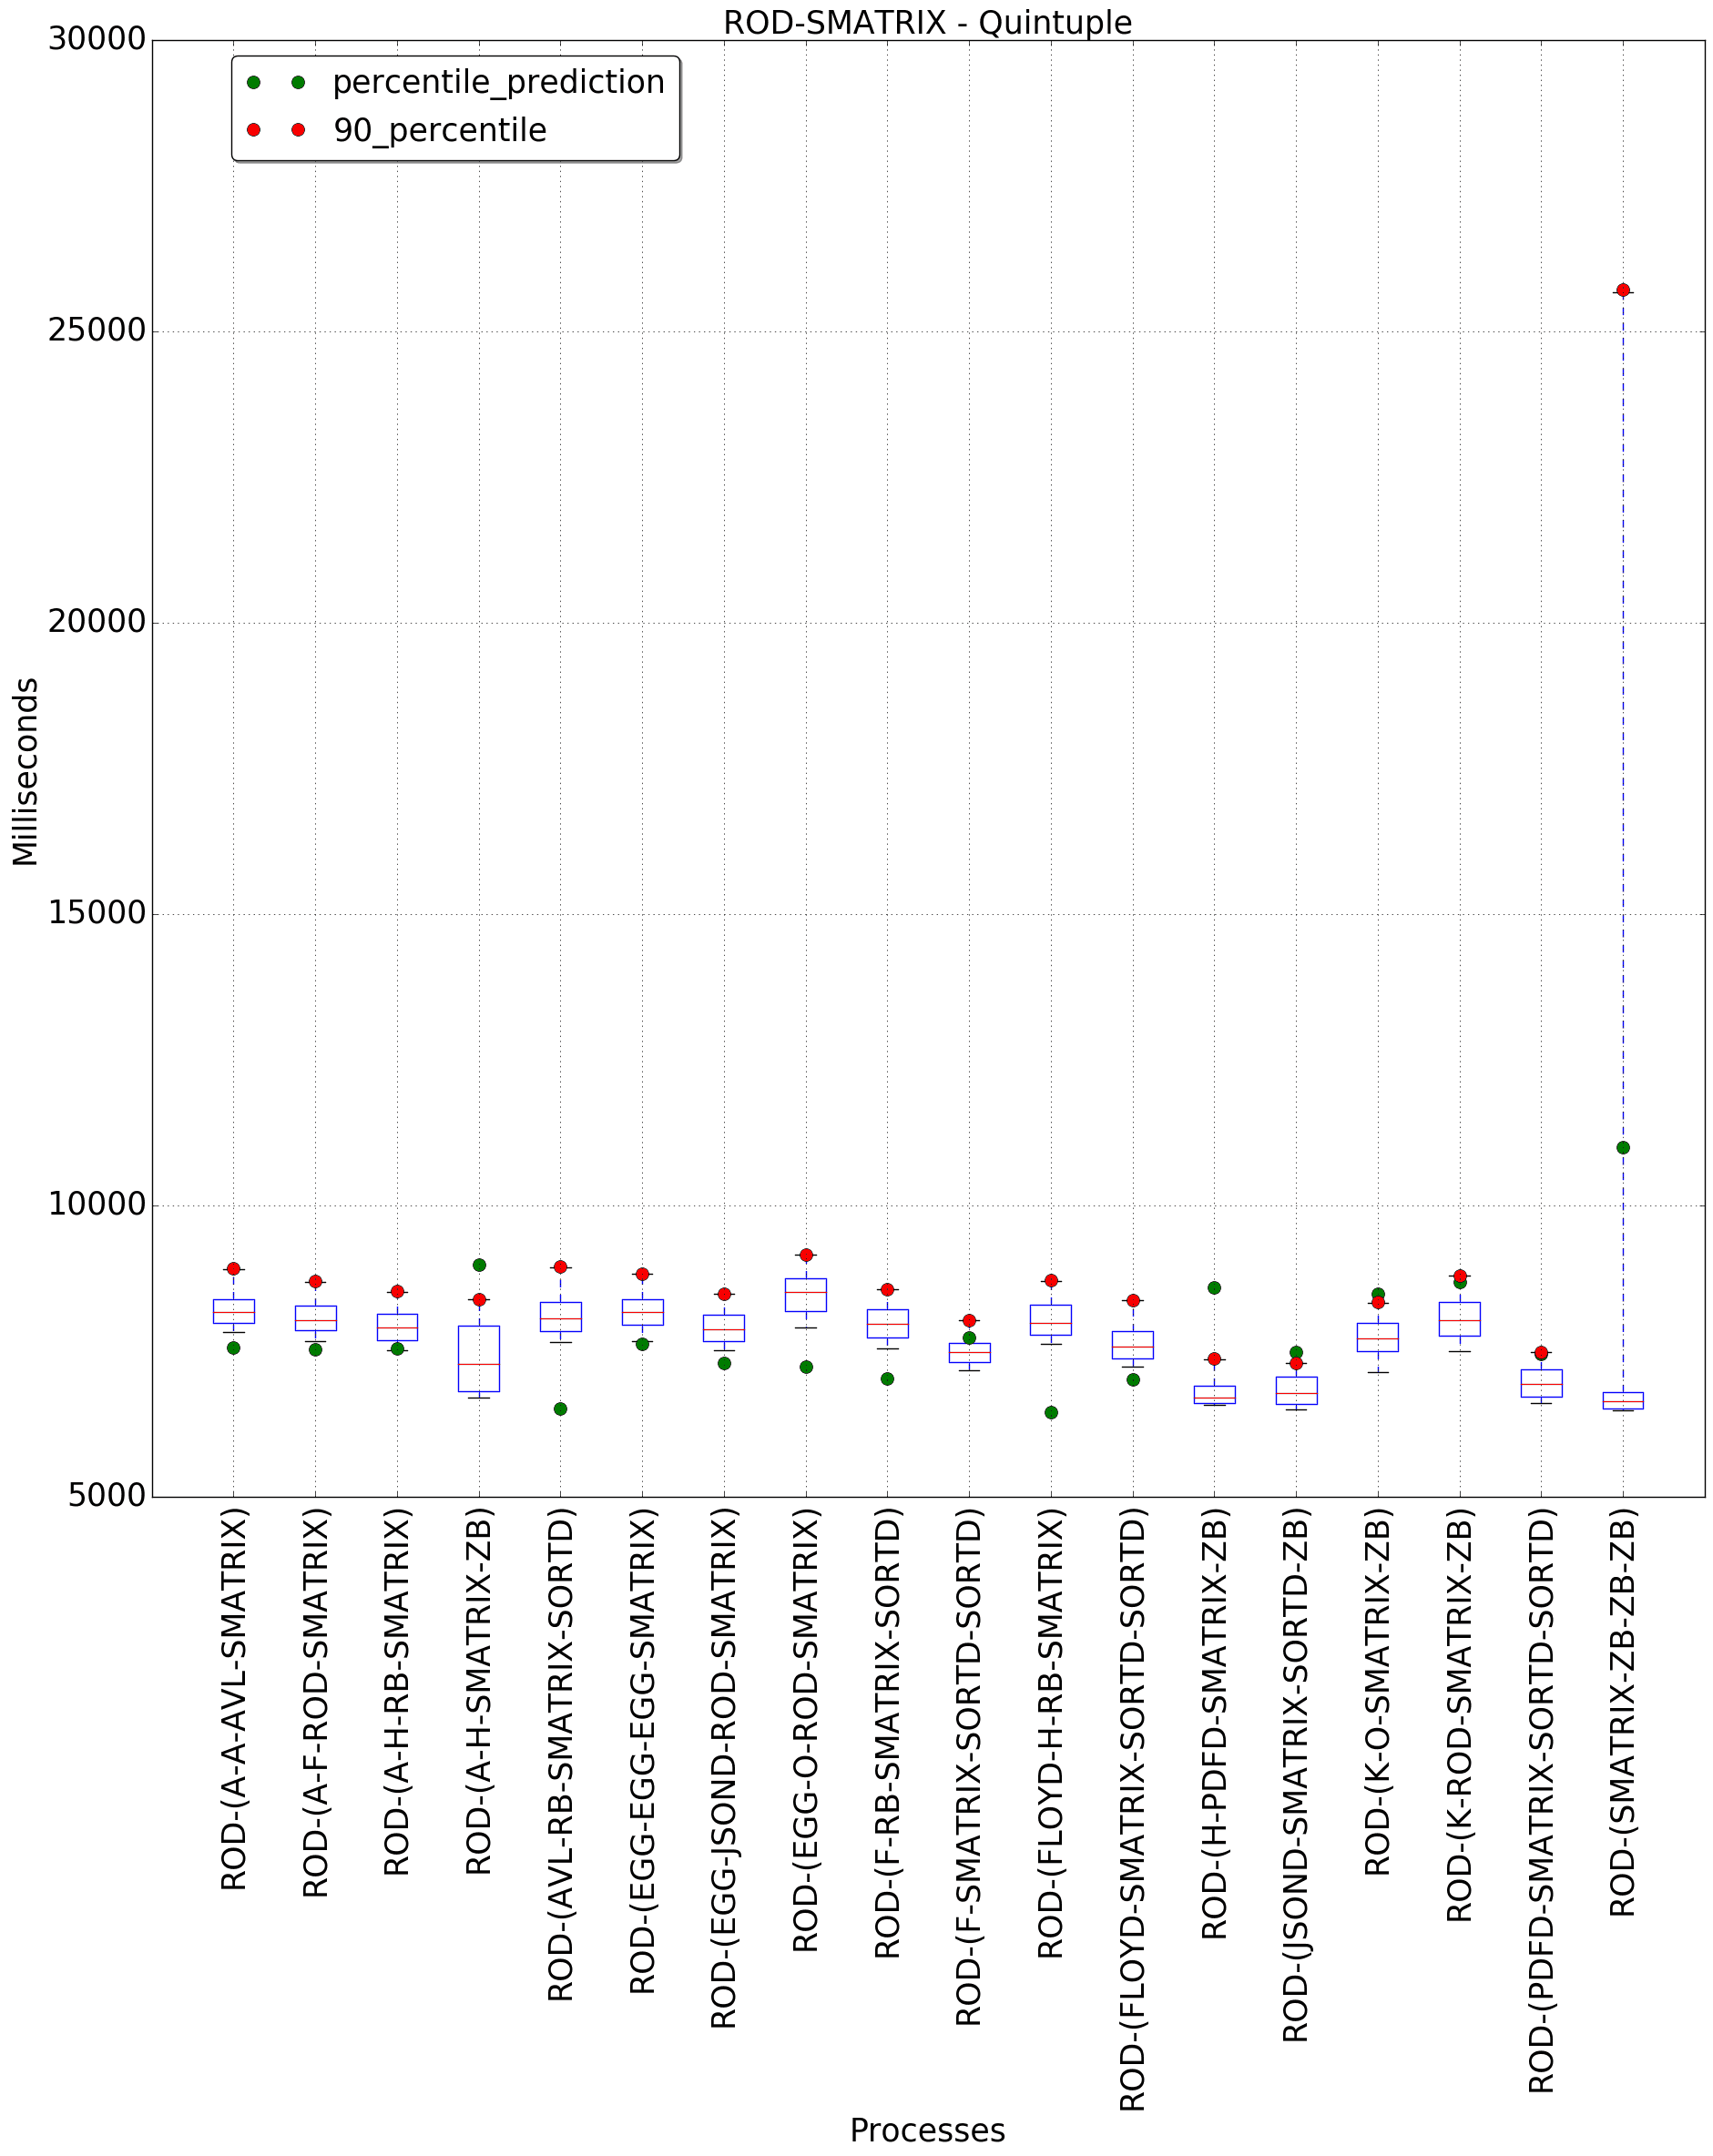 ROD-SMATRIX - Quintuple
percentile_prediction
90_percentile
30000
25000
20000
15000
10000
5000
Milliseconds
ROD-(A-A-AVL-SMATRIX)
ROD-(A-F-ROD-SMATRIX)
ROD-(A-H-RB-SMATRIX)
ROD-(A-H-SMATRIX-ZB)
ROD-(AVL-RB-SMATRIX-SORTD)
ROD-(EGG-EGG-EGG-SMATRIX)
ROD-(EGG-JSOND-ROD-SMATRIX)
ROD-(EGG-O-ROD-SMATRIX)
ROD-(F-RB-SMATRIX-SORTD)
ROD-(F-SMATRIX-SORTD-SORTD)
ROD-(FLOYD-H-RB-SMATRIX)
ROD-(FLOYD-SMATRIX-SORTD-SORTD)
ROD-(H-PDFD-SMATRIX-ZB)
ROD-(JSOND-SMATRIX-SORTD-ZB)
ROD-(K-O-SMATRIX-ZB)
ROD-(K-ROD-SMATRIX-ZB)
ROD-(PDFD-SMATRIX-SORTD-SORTD)
ROD-(SMATRIX-ZB-ZB-ZB)
Processes